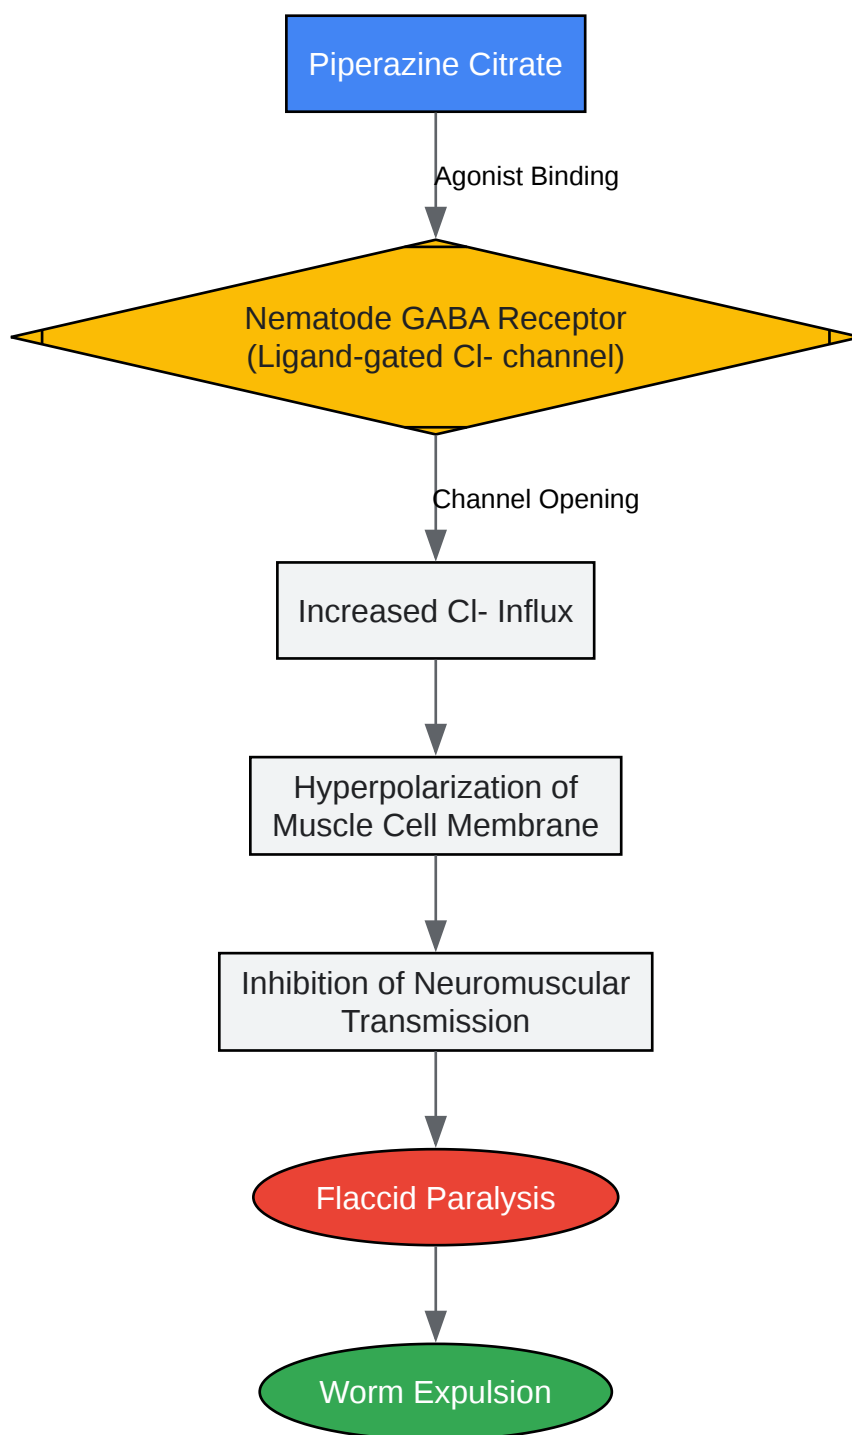 Piperazine Citrate
Agonist Binding
Nematode GABA Receptor
(Ligand-gated Cl- channel)
Channel Opening
Increased Cl- Influx
Hyperpolarization of
Muscle Cell Membrane
Inhibition of Neuromuscular
Transmission
Flaccid Paralysis
Worm Expulsion